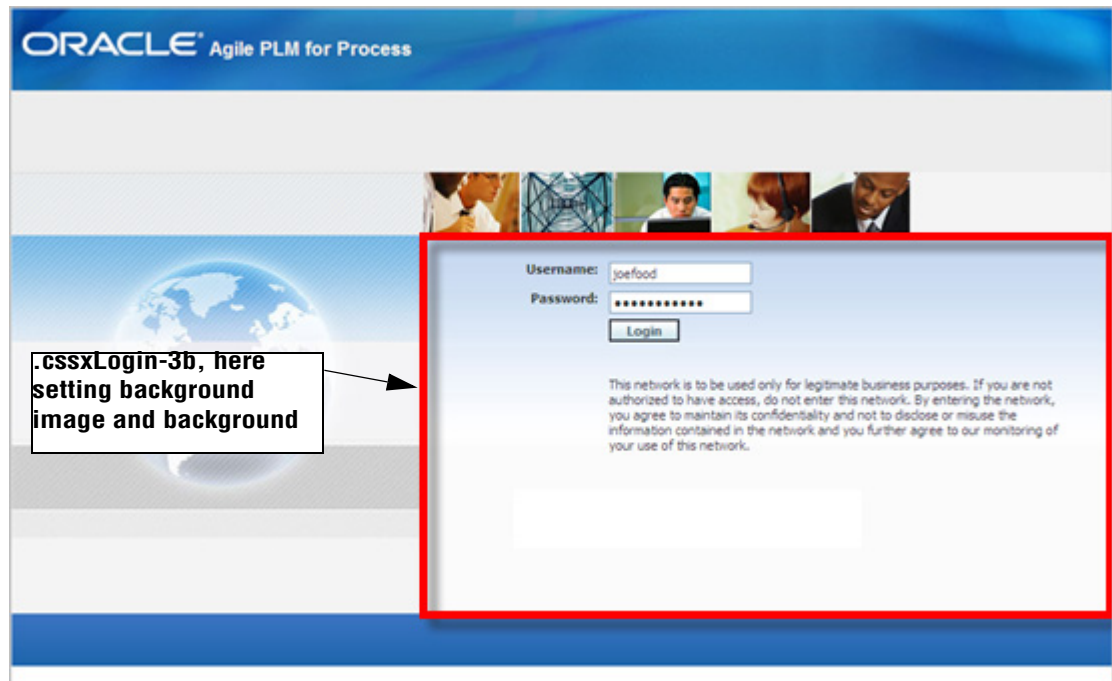 ORACLE® Agile PLM for Process
Username: joefood
Password: •••••••••••
Login
.cssxLogin-3b, here
setting background
image and background
This network is to be used only for legitimate business purposes. If you are not
authorized to have access, do not enter this network. By entering the network,
you agree to maintain its confidentiality and not to disclose or misuse the
information contained in the network and you further agree to our monitoring of
your use of this network.